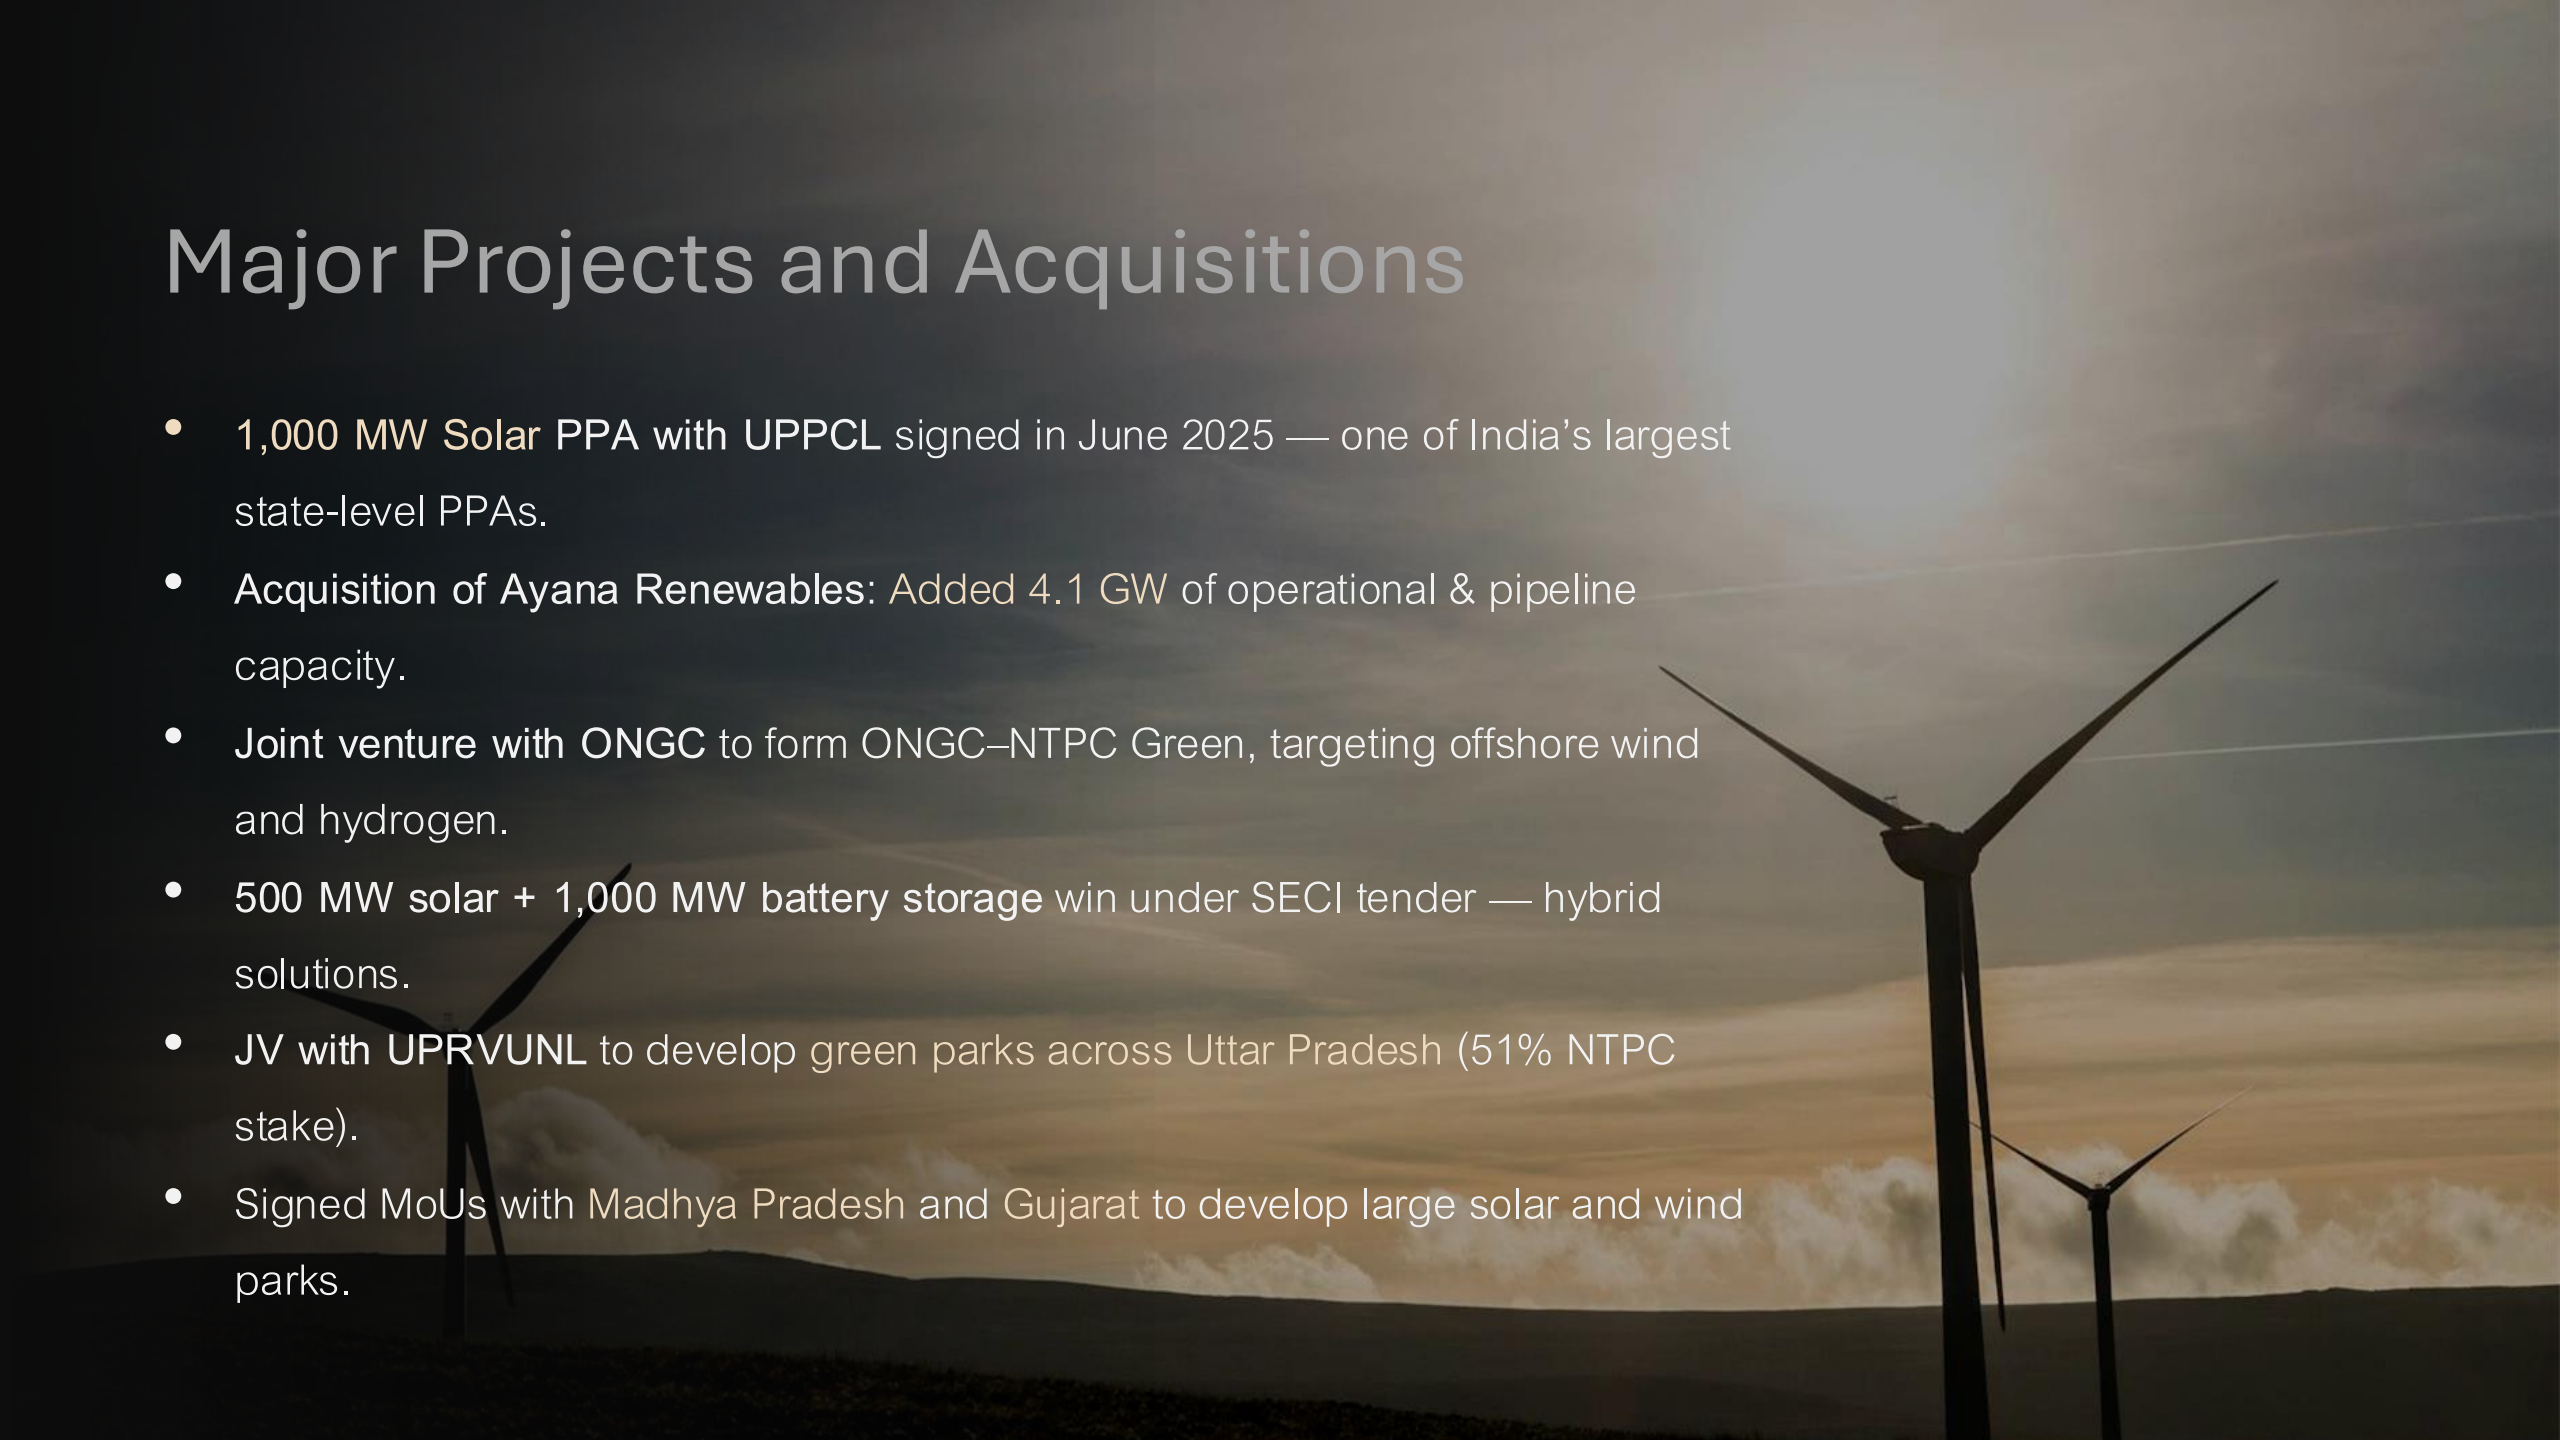 Major Projects and Acquisitions
• 1,000 MW Solar PPA with UPPCL signed in June 2025 — one of India’s largest
state-level PPAs.
• Acquisition of Ayana Renewables: Added 4.1 GW of operational & pipeline
capacity.
• Joint venture with ONGC to form ONGC–NTPC Green, targeting offshore wind
and hydrogen.
• 500 MW solar + 1,000 MW battery storage win under SECI tender — hybrid
solutions.
• JV with UPRVUNL to develop green parks across Uttar Pradesh (51% NTPC
stake).
• Signed MoUs with Madhya Pradesh and Gujarat to develop large solar and wind
parks.